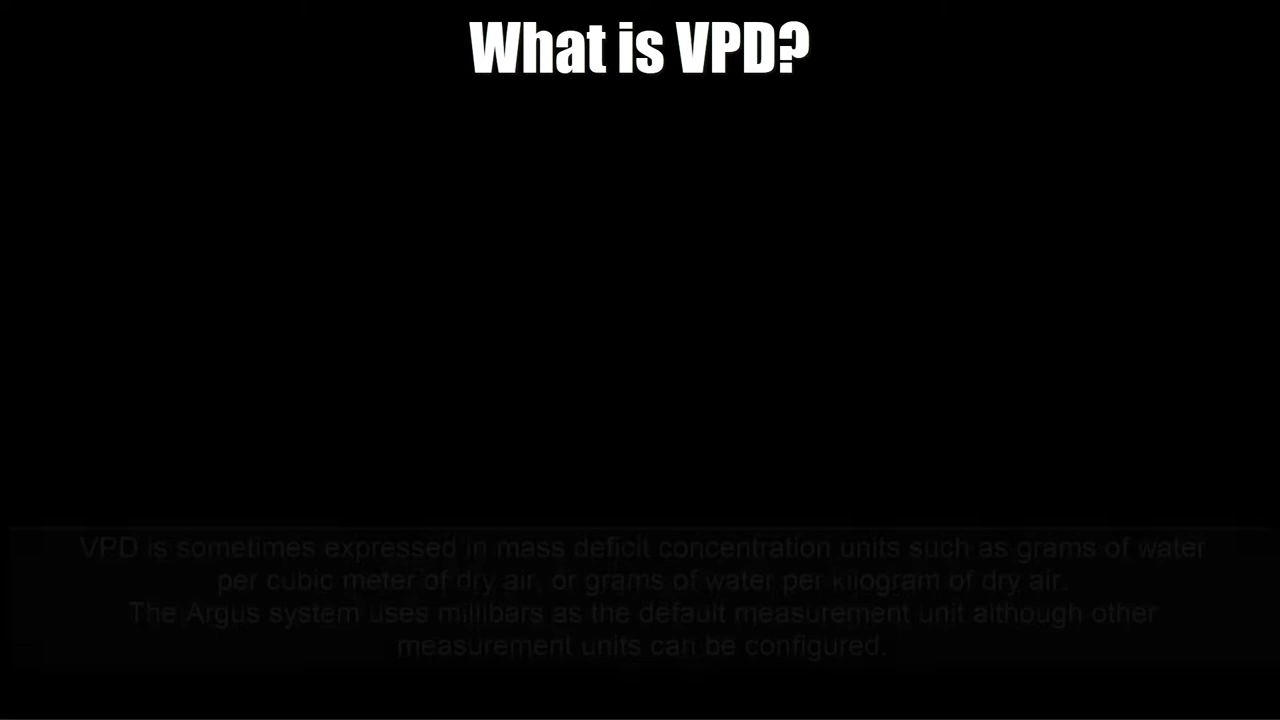 What is VPD?
VPD is sometimes expressed in mass deficit concentration units such as grams of water
per cubic meter of dry air, or grams of water per kilogram of dry air.
The Argus system uses millibars as the default measurement unit although other
measurement units can be configured.